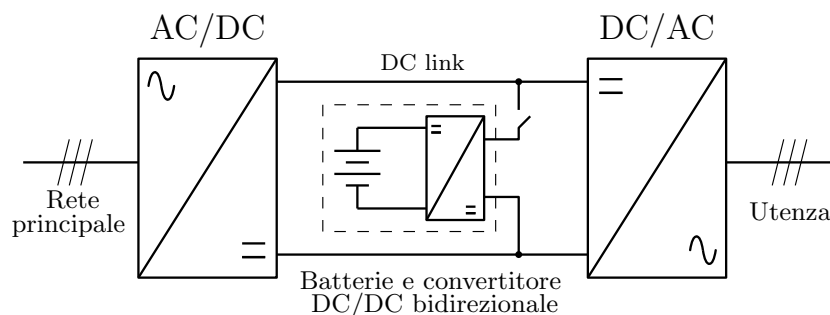 AC/DC
DC/AC
DC link
Rete
principale
Utenza
Batterie e convertitore
DC/DC bidirezionale